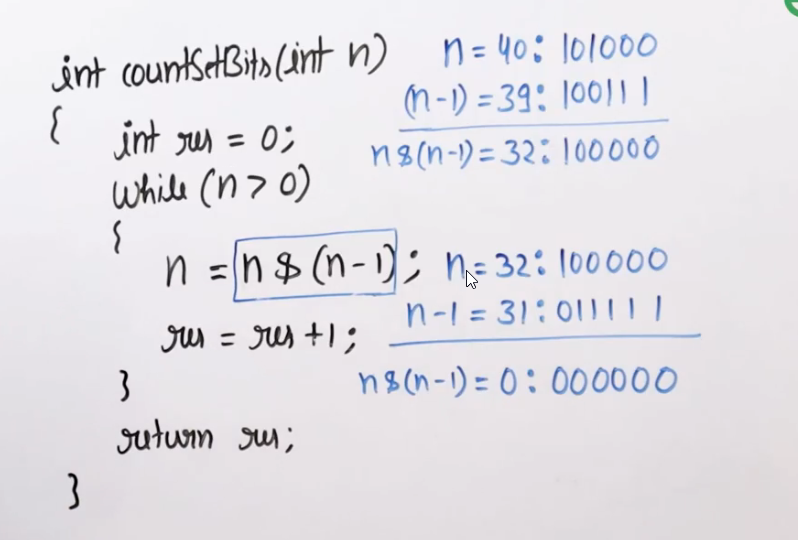 int countSetBits(int n)
{
int res = 0;
while (n > 0)
{
n = n & (n-1);
res = res +1;
}
return res;
}
n = 40: 101000
(n-1) = 39: 100111
n&(n-1) = 32: 100000
n = 32: 100000
n-1 = 31: 011111
n&(n-1) = 0: 000000